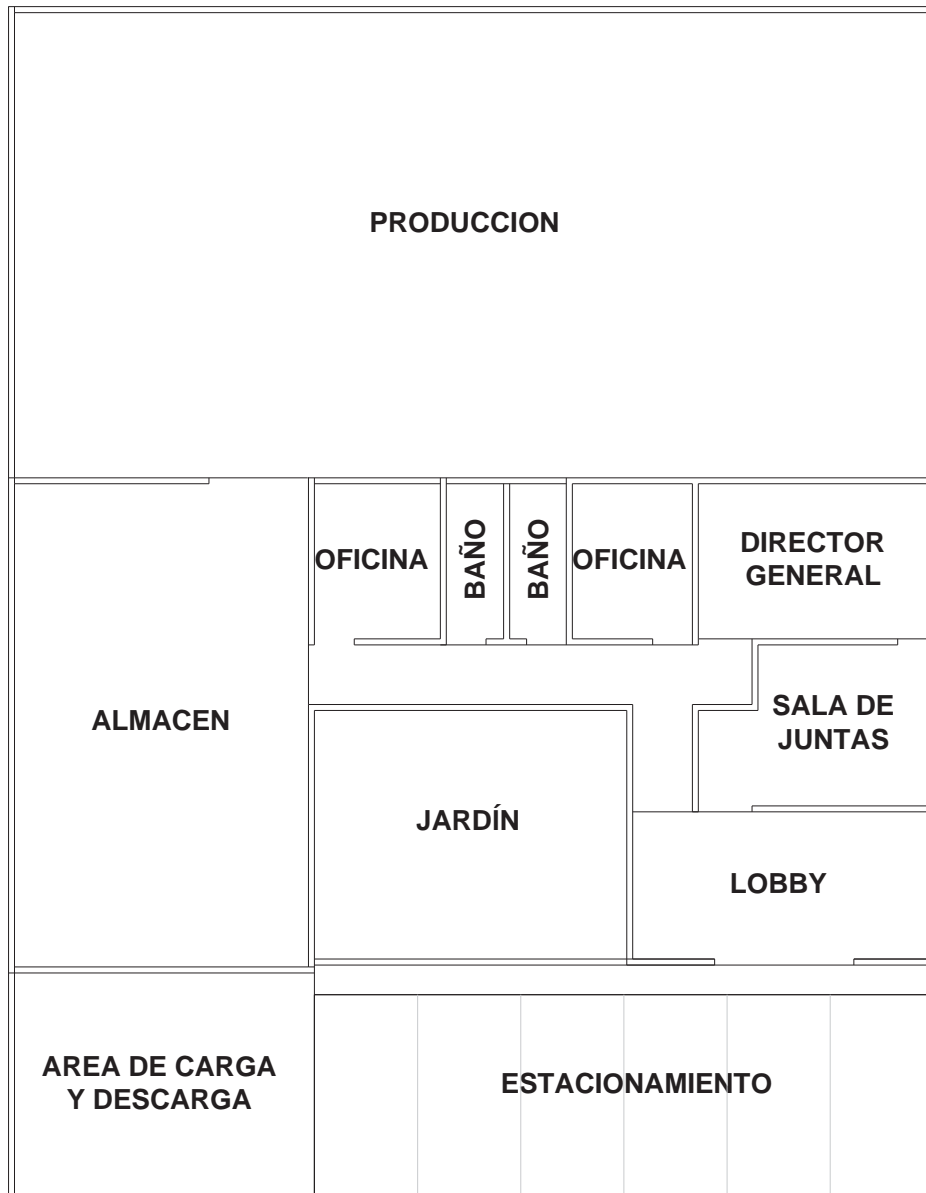 PRODUCCION
OFICINA
BAÑO
BAÑO
OFICINA
DIRECTOR
GENERAL
ALMACEN
SALA DE
JUNTAS
JARDÍN
LOBBY
AREA DE CARGA
Y DESCARGA
ESTACIONAMIENTO